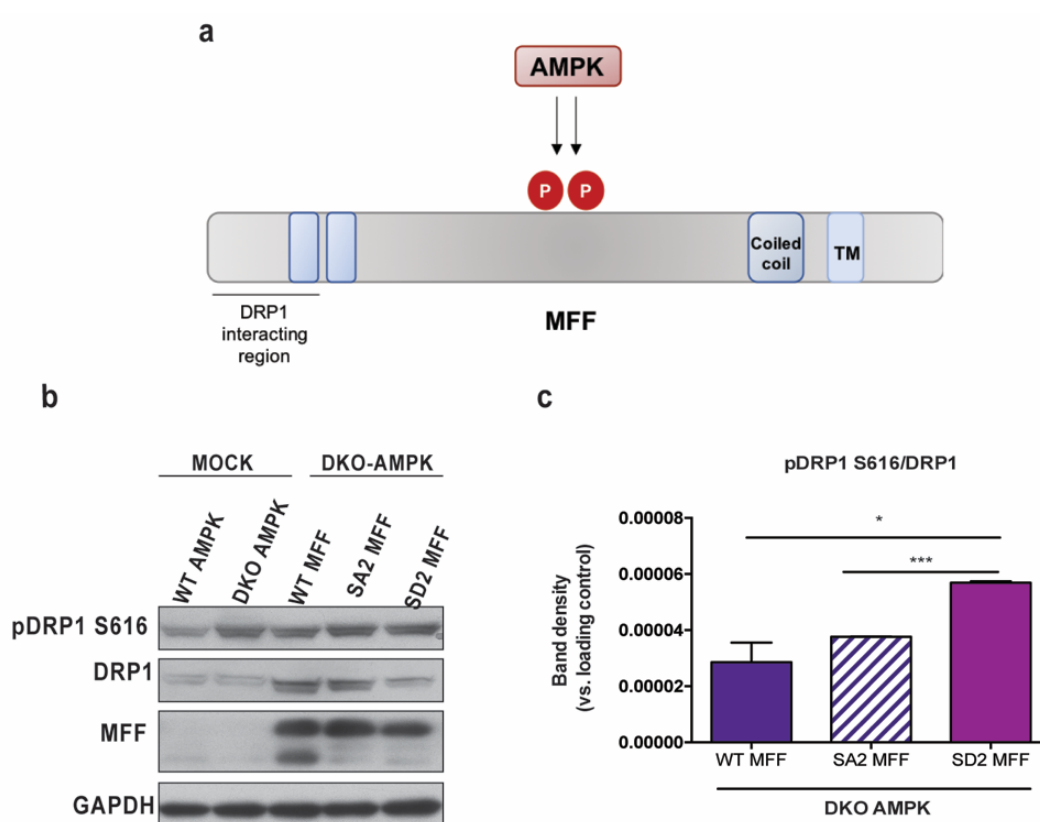 a
AMPK
P P
Coiled
coil
TM
DRP1
interacting
region
MFF
b
MOCK DKO-AMPK
WT AMPK DKO AMPK WT MFF SA2 MFF SD2 MFF
pDRP1 S616
DRP1
MFF
GAPDH
c
pDRP1 S616/DRP1
Band density
(vs. loading control)
0.00008
0.00006
0.00004
0.00002
0.00000
*
***
WT MFF SA2 MFF SD2 MFF
DKO AMPK